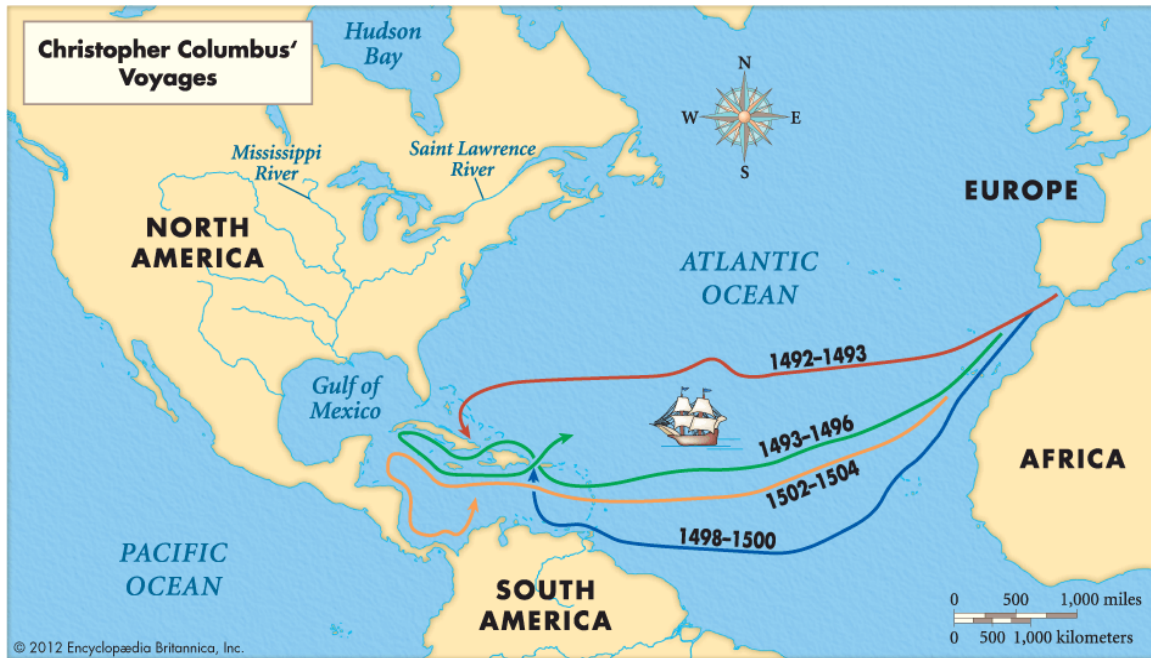 Christopher Columbus’
Voyages
Hudson
Bay
N
W
E
S
Mississippi
River
Saint Lawrence
River
EUROPE
NORTH
AMERICA
ATLANTIC
OCEAN
1492–1493
Gulf of
Mexico
1493–1496
AFRICA
1502–1504
1498–1500
PACIFIC
OCEAN
SOUTH
AMERICA
0 500 1,000 miles
0 500 1,000 kilometers
© 2012 Encyclopædia Britannica, Inc.